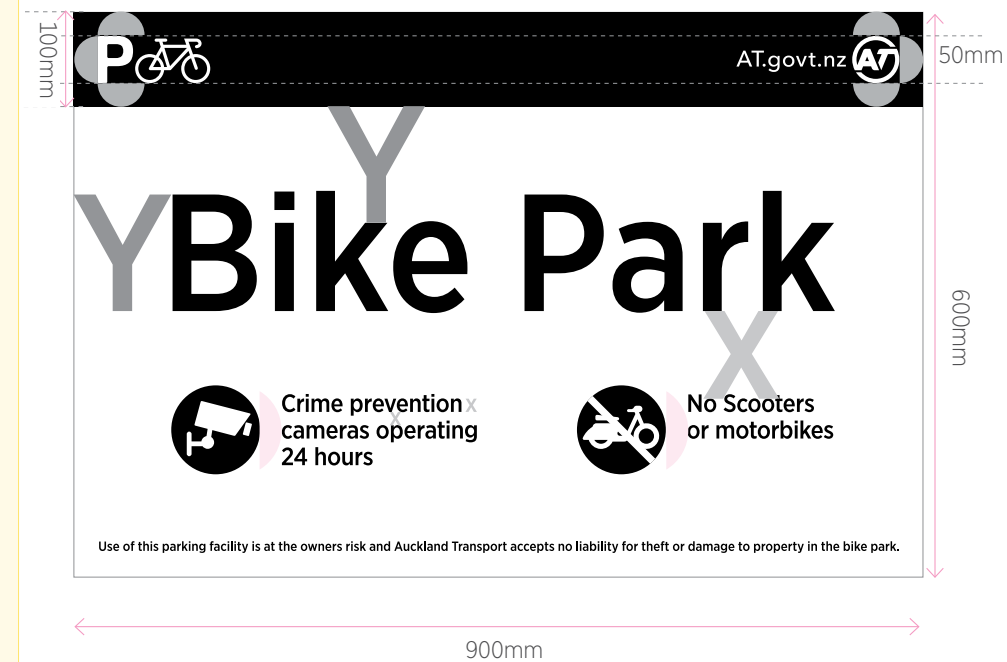 100mm
P
AT.govt.nz AT
50mm
Y
Y
Bike Park
X
600mm
Crime prevention x
x
cameras operating
24 hours
No Scooters
or motorbikes
Use of this parking facility is at the owners risk and Auckland Transport accepts no liability for theft or damage to property in the bike park.
900mm